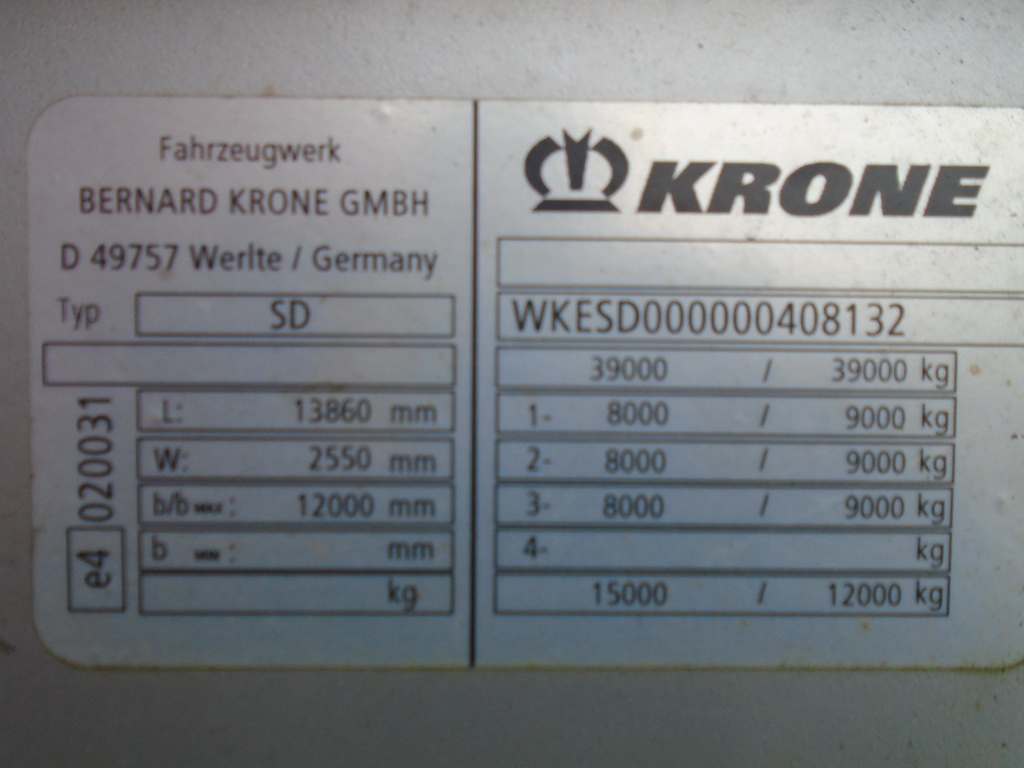 Fahrzeugwerk
BERNARD KRONE GMBH
D 49757 Werlte / Germany
Typ SD
L: 13860 mm
W: 2550 mm
b/b MAX : 12000 mm
b MIN : mm
kg
e4 020031
KRONE
WKESD000000408132
39000 / 39000 kg
1- 8000 / 9000 kg
2- 8000 / 9000 kg
3- 8000 / 9000 kg
4- kg
15000 / 12000 kg